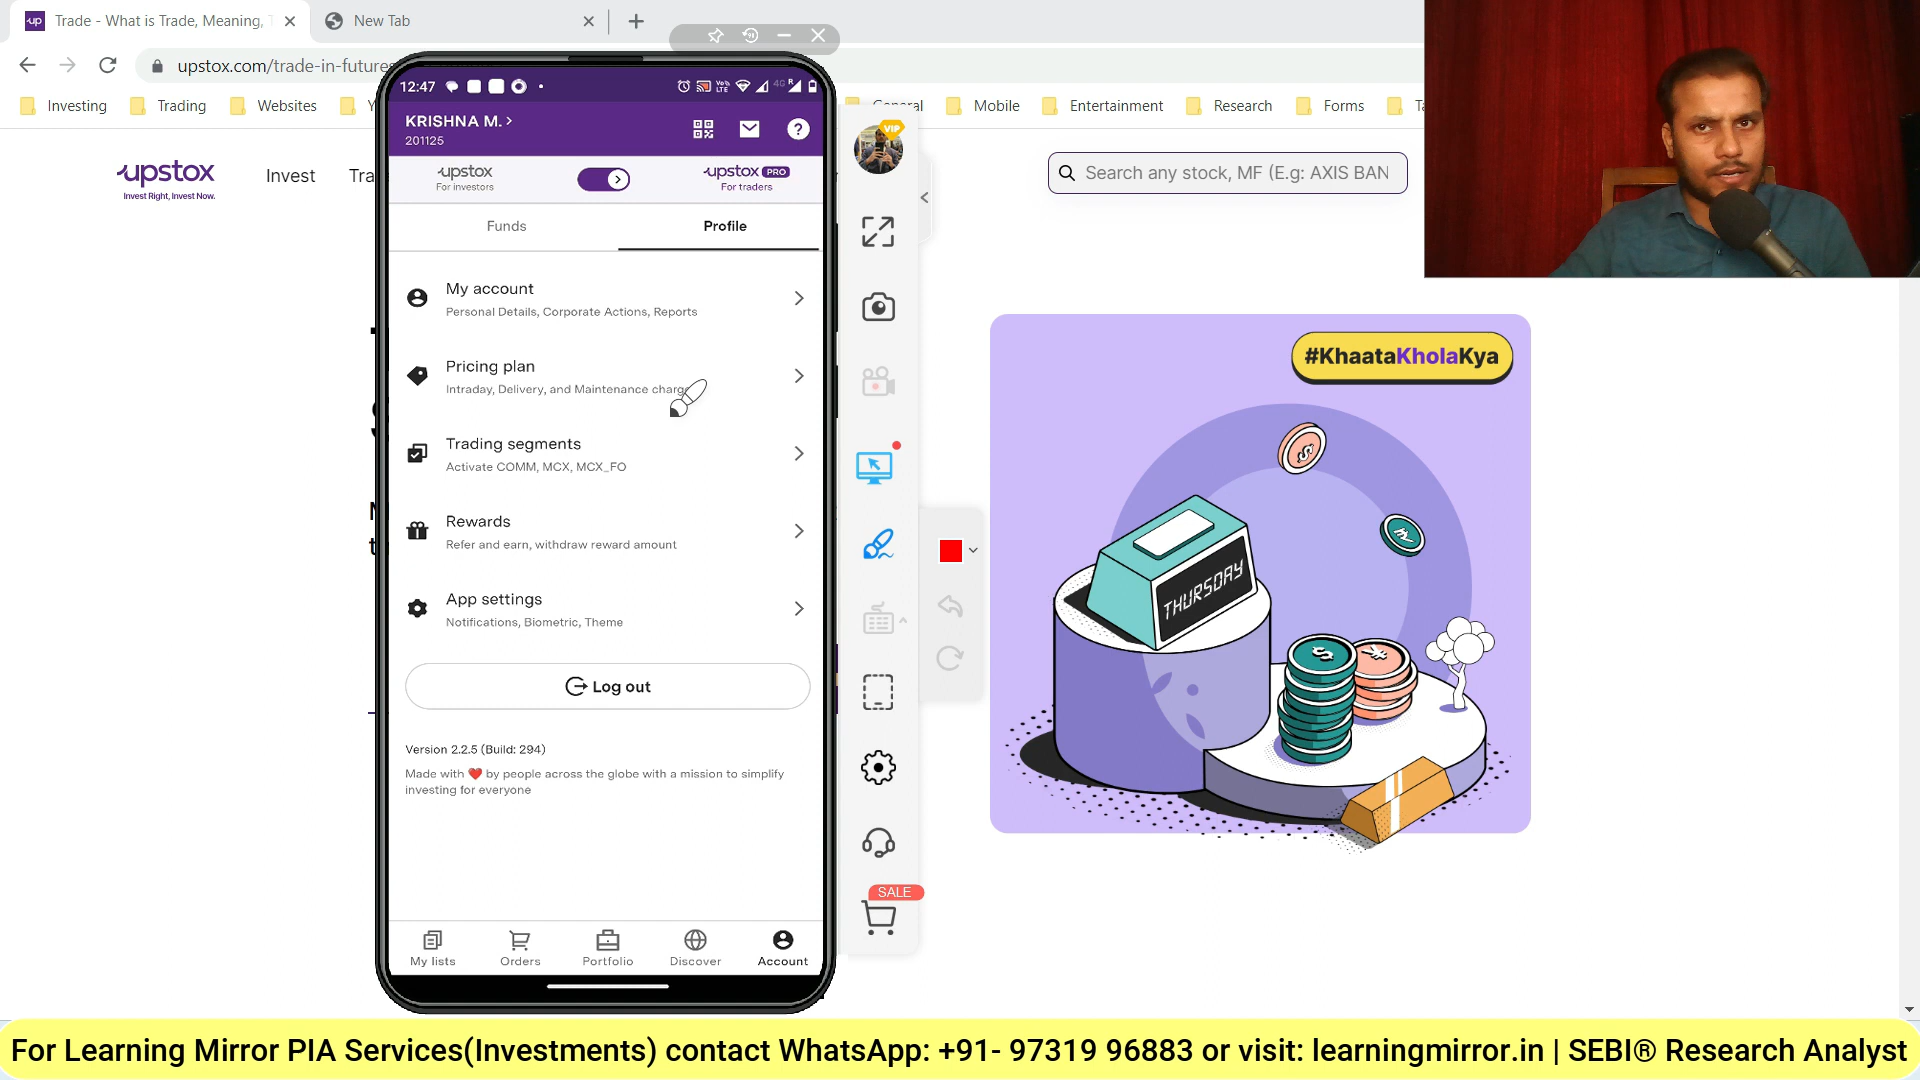 Trade - What is Trade, Meaning, T
New Tab
upstox.com/trade-in-futures
Investing
Trading
Websites
Y
General
Mobile
Entertainment
Research
Forms
Ta
upstox
Invest Right, Invest Now.
Invest
Tra
Search any stock, MF (E.g: AXIS BAN
12:47
KRISHNA M. >
201125
upstox
For investors
upstox PRO
For traders
Funds
Profile
My account
Personal Details, Corporate Actions, Reports
Pricing plan
Intraday, Delivery, and Maintenance charge
Trading segments
Activate COMM, MCX, MCX_FO
Rewards
Refer and earn, withdraw reward amount
App settings
Notifications, Biometric, Theme
Log out
Version 2.2.5 (Build: 294)
Made with ❤️ by people across the globe with a mission to simplify
investing for everyone
My lists
Orders
Portfolio
Discover
Account
VIP
SALE
#KhaataKholaKya
THURSDAY
For Learning Mirror PIA Services(Investments) contact WhatsApp: +91- 97319 96883 or visit: learningmirror.in | SEBI® Research Analyst